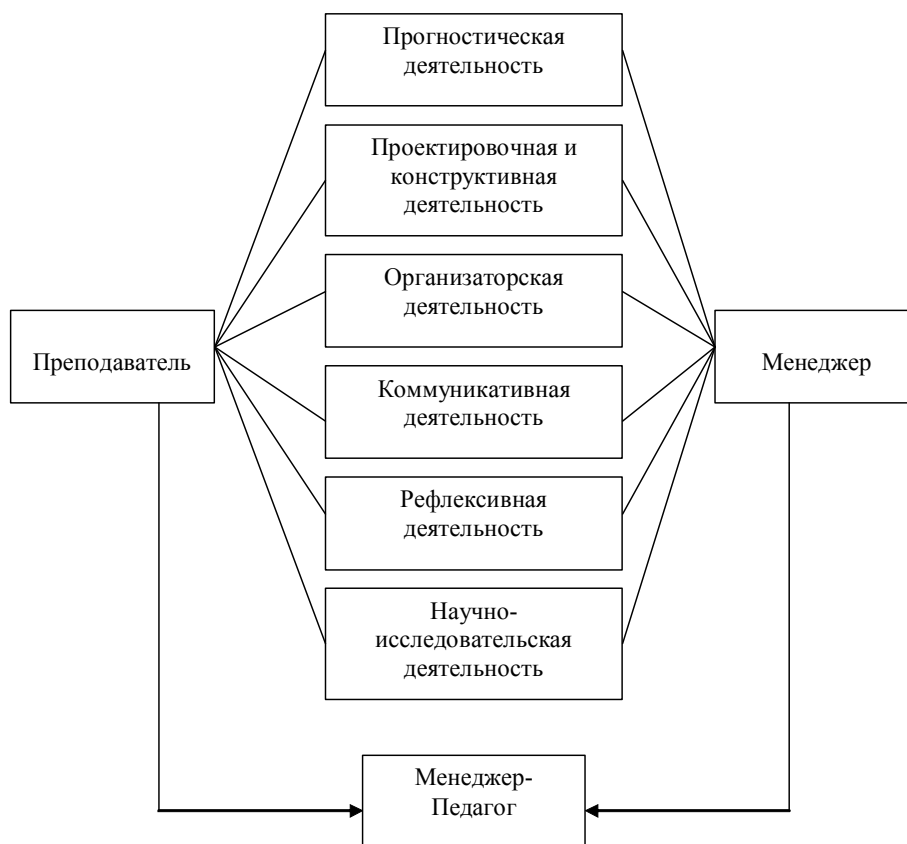 Прогностическая
деятельность
Проектировочная и
конструктивная
деятельность
Организаторская
деятельность
Преподаватель
Менеджер
Коммуникативная
деятельность
Рефлексивная
деятельность
Научно-
исследовательская
деятельность
Менеджер-
Педагог